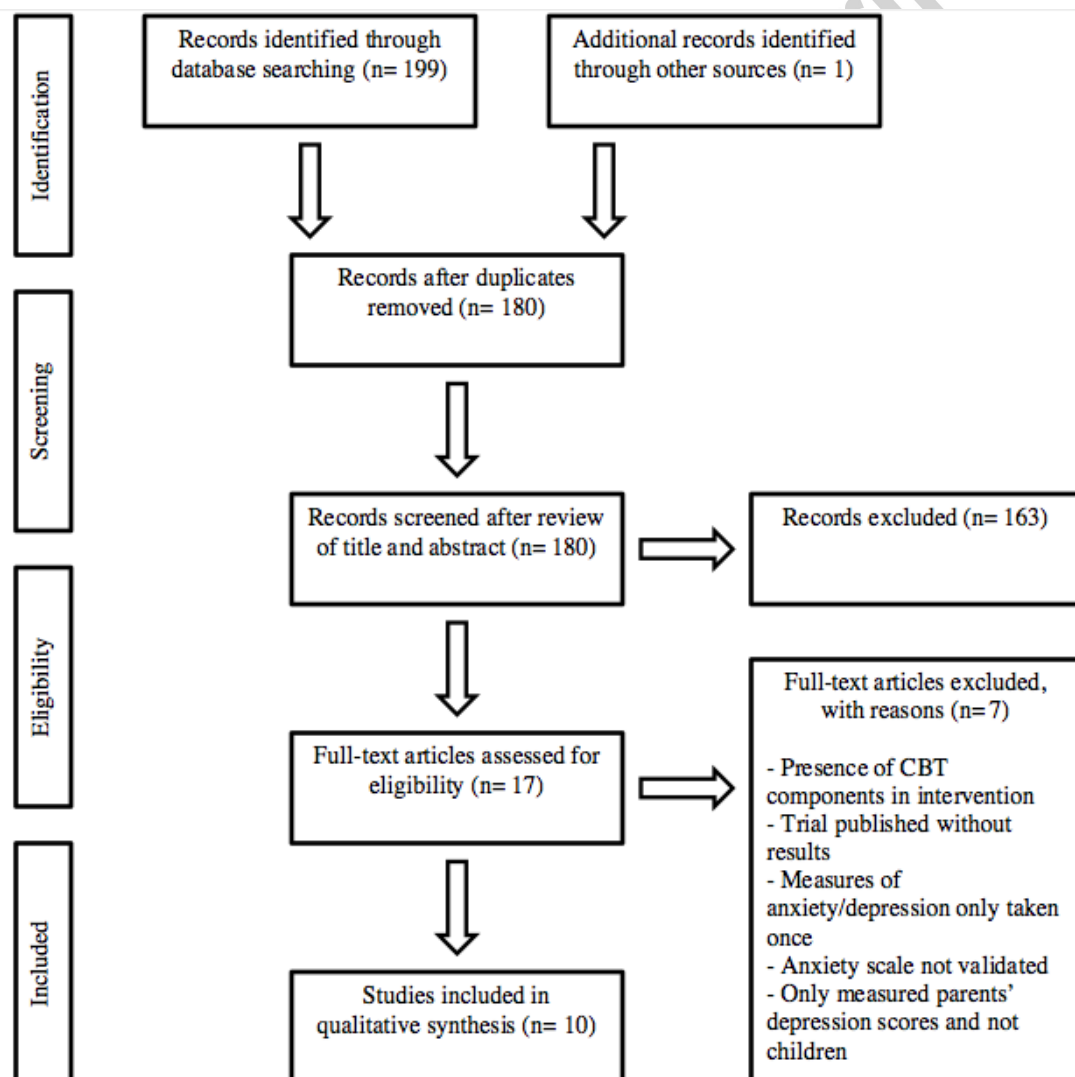 Identification
Records identified through
database searching (n= 199)
Additional records identified
through other sources (n= 1)
Screening
Records after duplicates
removed (n= 180)
Records screened after review
of title and abstract (n= 180)
Records excluded (n= 163)
Eligibility
Full-text articles assessed for
eligibility (n= 17)
Full-text articles excluded,
with reasons (n= 7)
- Presence of CBT
components in intervention
- Trial published without
results
- Measures of
anxiety/depression only taken
once
- Anxiety scale not validated
- Only measured parents’
depression scores and not
children
Included
Studies included in
qualitative synthesis (n= 10)